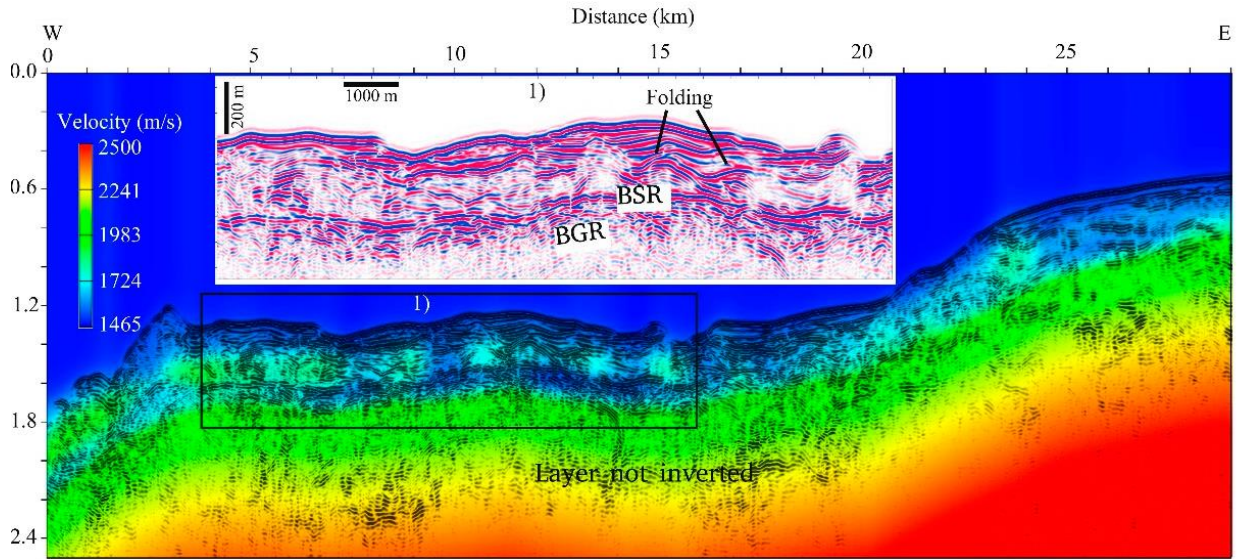 Distance (km)
W
E
0
5
10
15
20
25
0.0
0.6
1.2
1.8
2.4
Velocity (m/s)
2500
2241
1983
1724
1465
200 m
1000 m
1)
Folding
BSR
BGR
1)
Layer not inverted